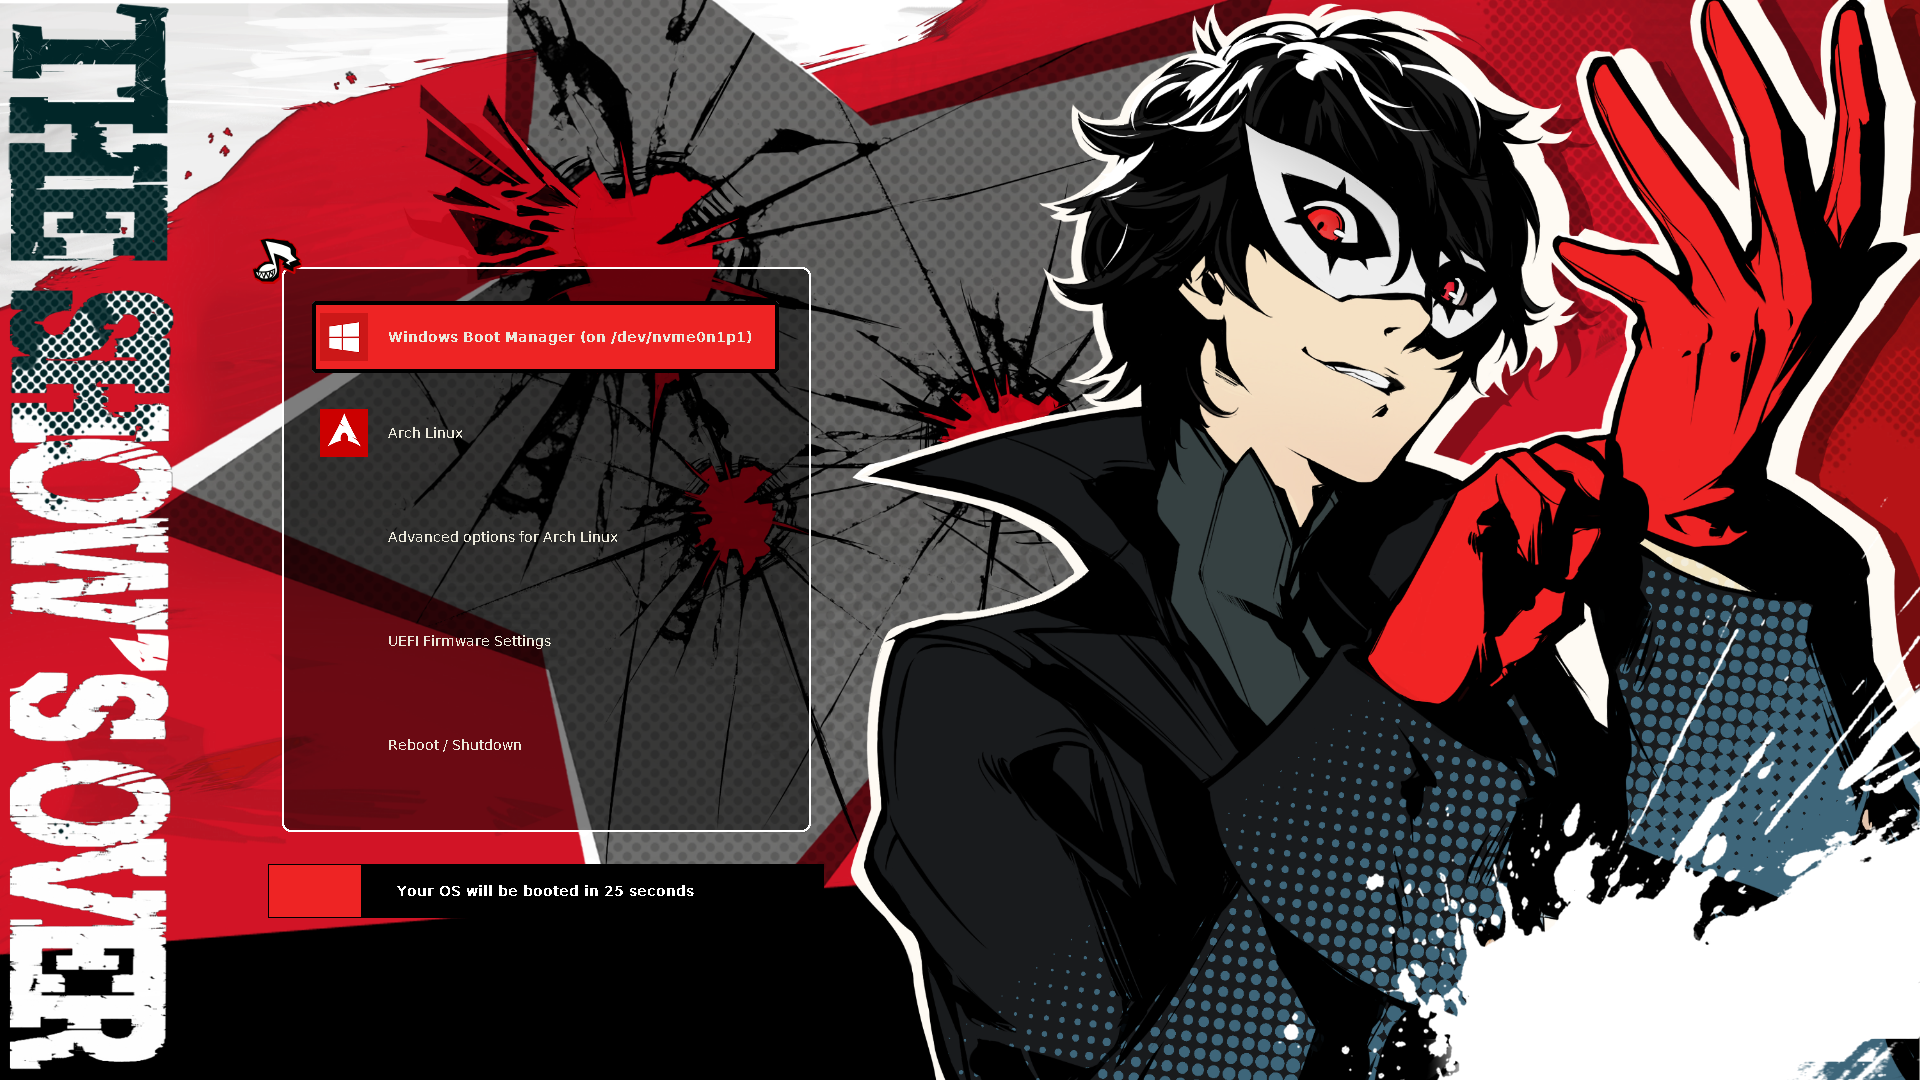 THE SHOW'S OVER
Windows Boot Manager (on /dev/nvme0n1p1)
Arch Linux
Advanced options for Arch Linux
UEFI Firmware Settings
Reboot / Shutdown
Your OS will be booted in 25 seconds